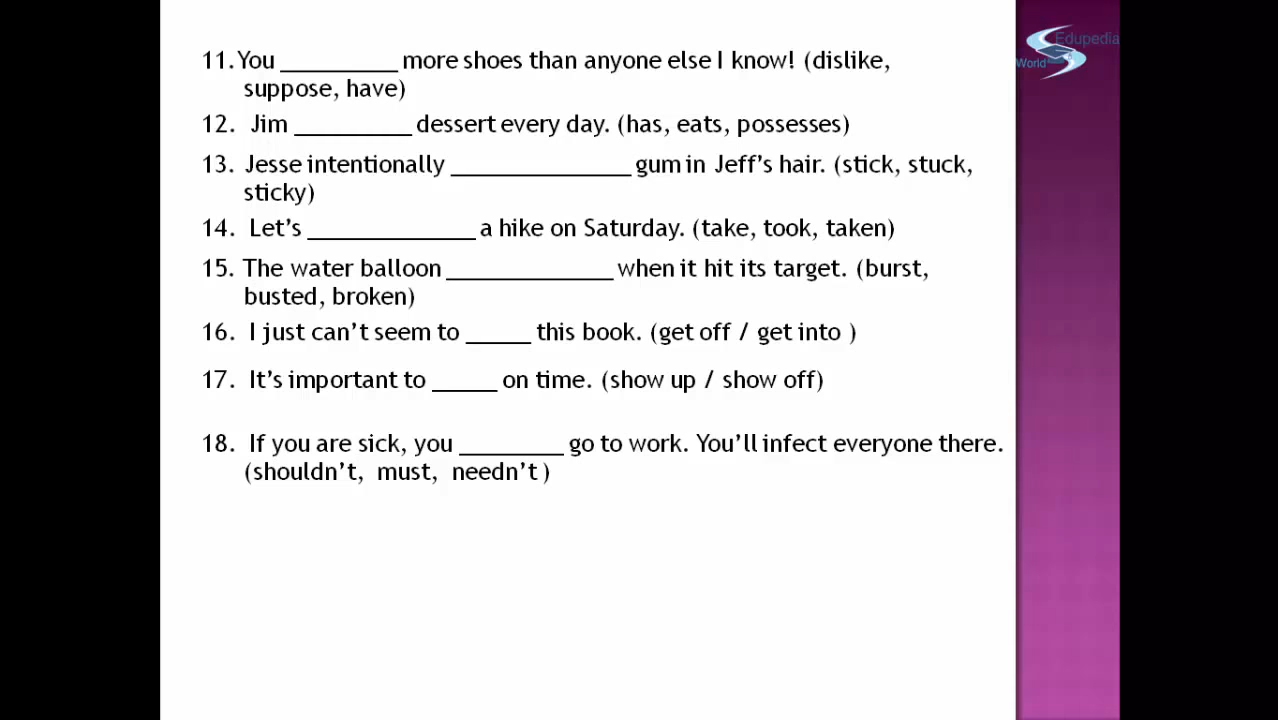 11. You _________ more shoes than anyone else I know! (dislike,
suppose, have)
12. Jim _________ dessert every day. (has, eats, possesses)
13. Jesse intentionally ______________ gum in Jeff's hair. (stick, stuck,
sticky)
14. Let's _____________ a hike on Saturday. (take, took, taken)
15. The water balloon _____________ when it hit its target. (burst,
busted, broken)
16. I just can't seem to _____ this book. (get off / get into )
17. It's important to _____ on time. (show up / show off)
18. If you are sick, you ________ go to work. You'll infect everyone there.
(shouldn't, must, needn't )
Edupedia
World